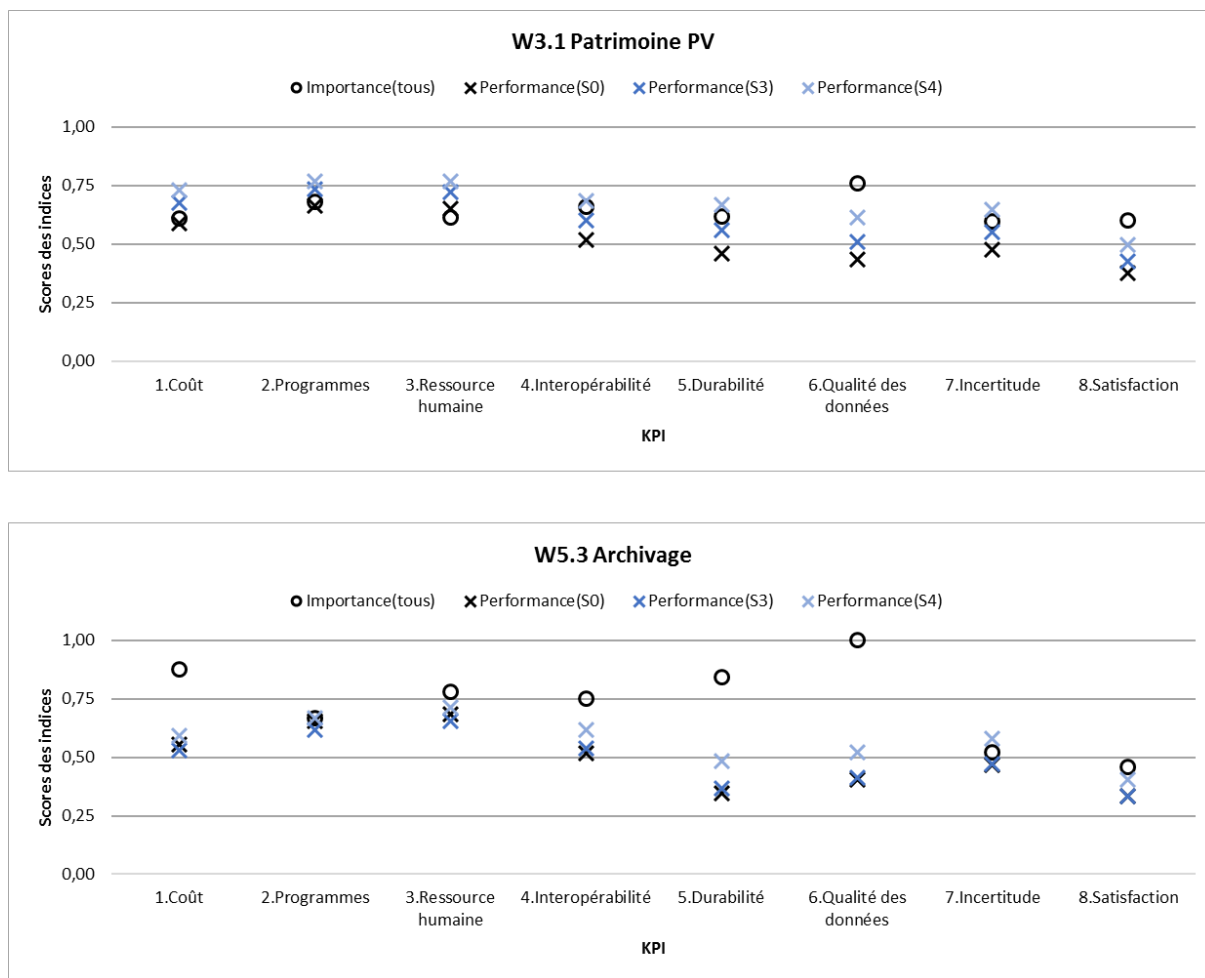 W3.1 Patrimoine PV
Importance(tous) Performance(S0) Performance(S3) Performance(S4)
1,00
0,75
0,50
0,25
0,00
Scores des indices
1.Coût 2.Programmes 3.Ressource humaine 4.Interopérabilité 5.Durabilité 6.Qualité des données 7.Incertitude 8.Satisfaction
KPI
W5.3 Archivage
Importance(tous) Performance(S0) Performance(S3) Performance(S4)
1,00
0,75
0,50
0,25
0,00
Scores des indices
1.Coût 2.Programmes 3.Ressource humaine 4.Interopérabilité 5.Durabilité 6.Qualité des données 7.Incertitude 8.Satisfaction
KPI